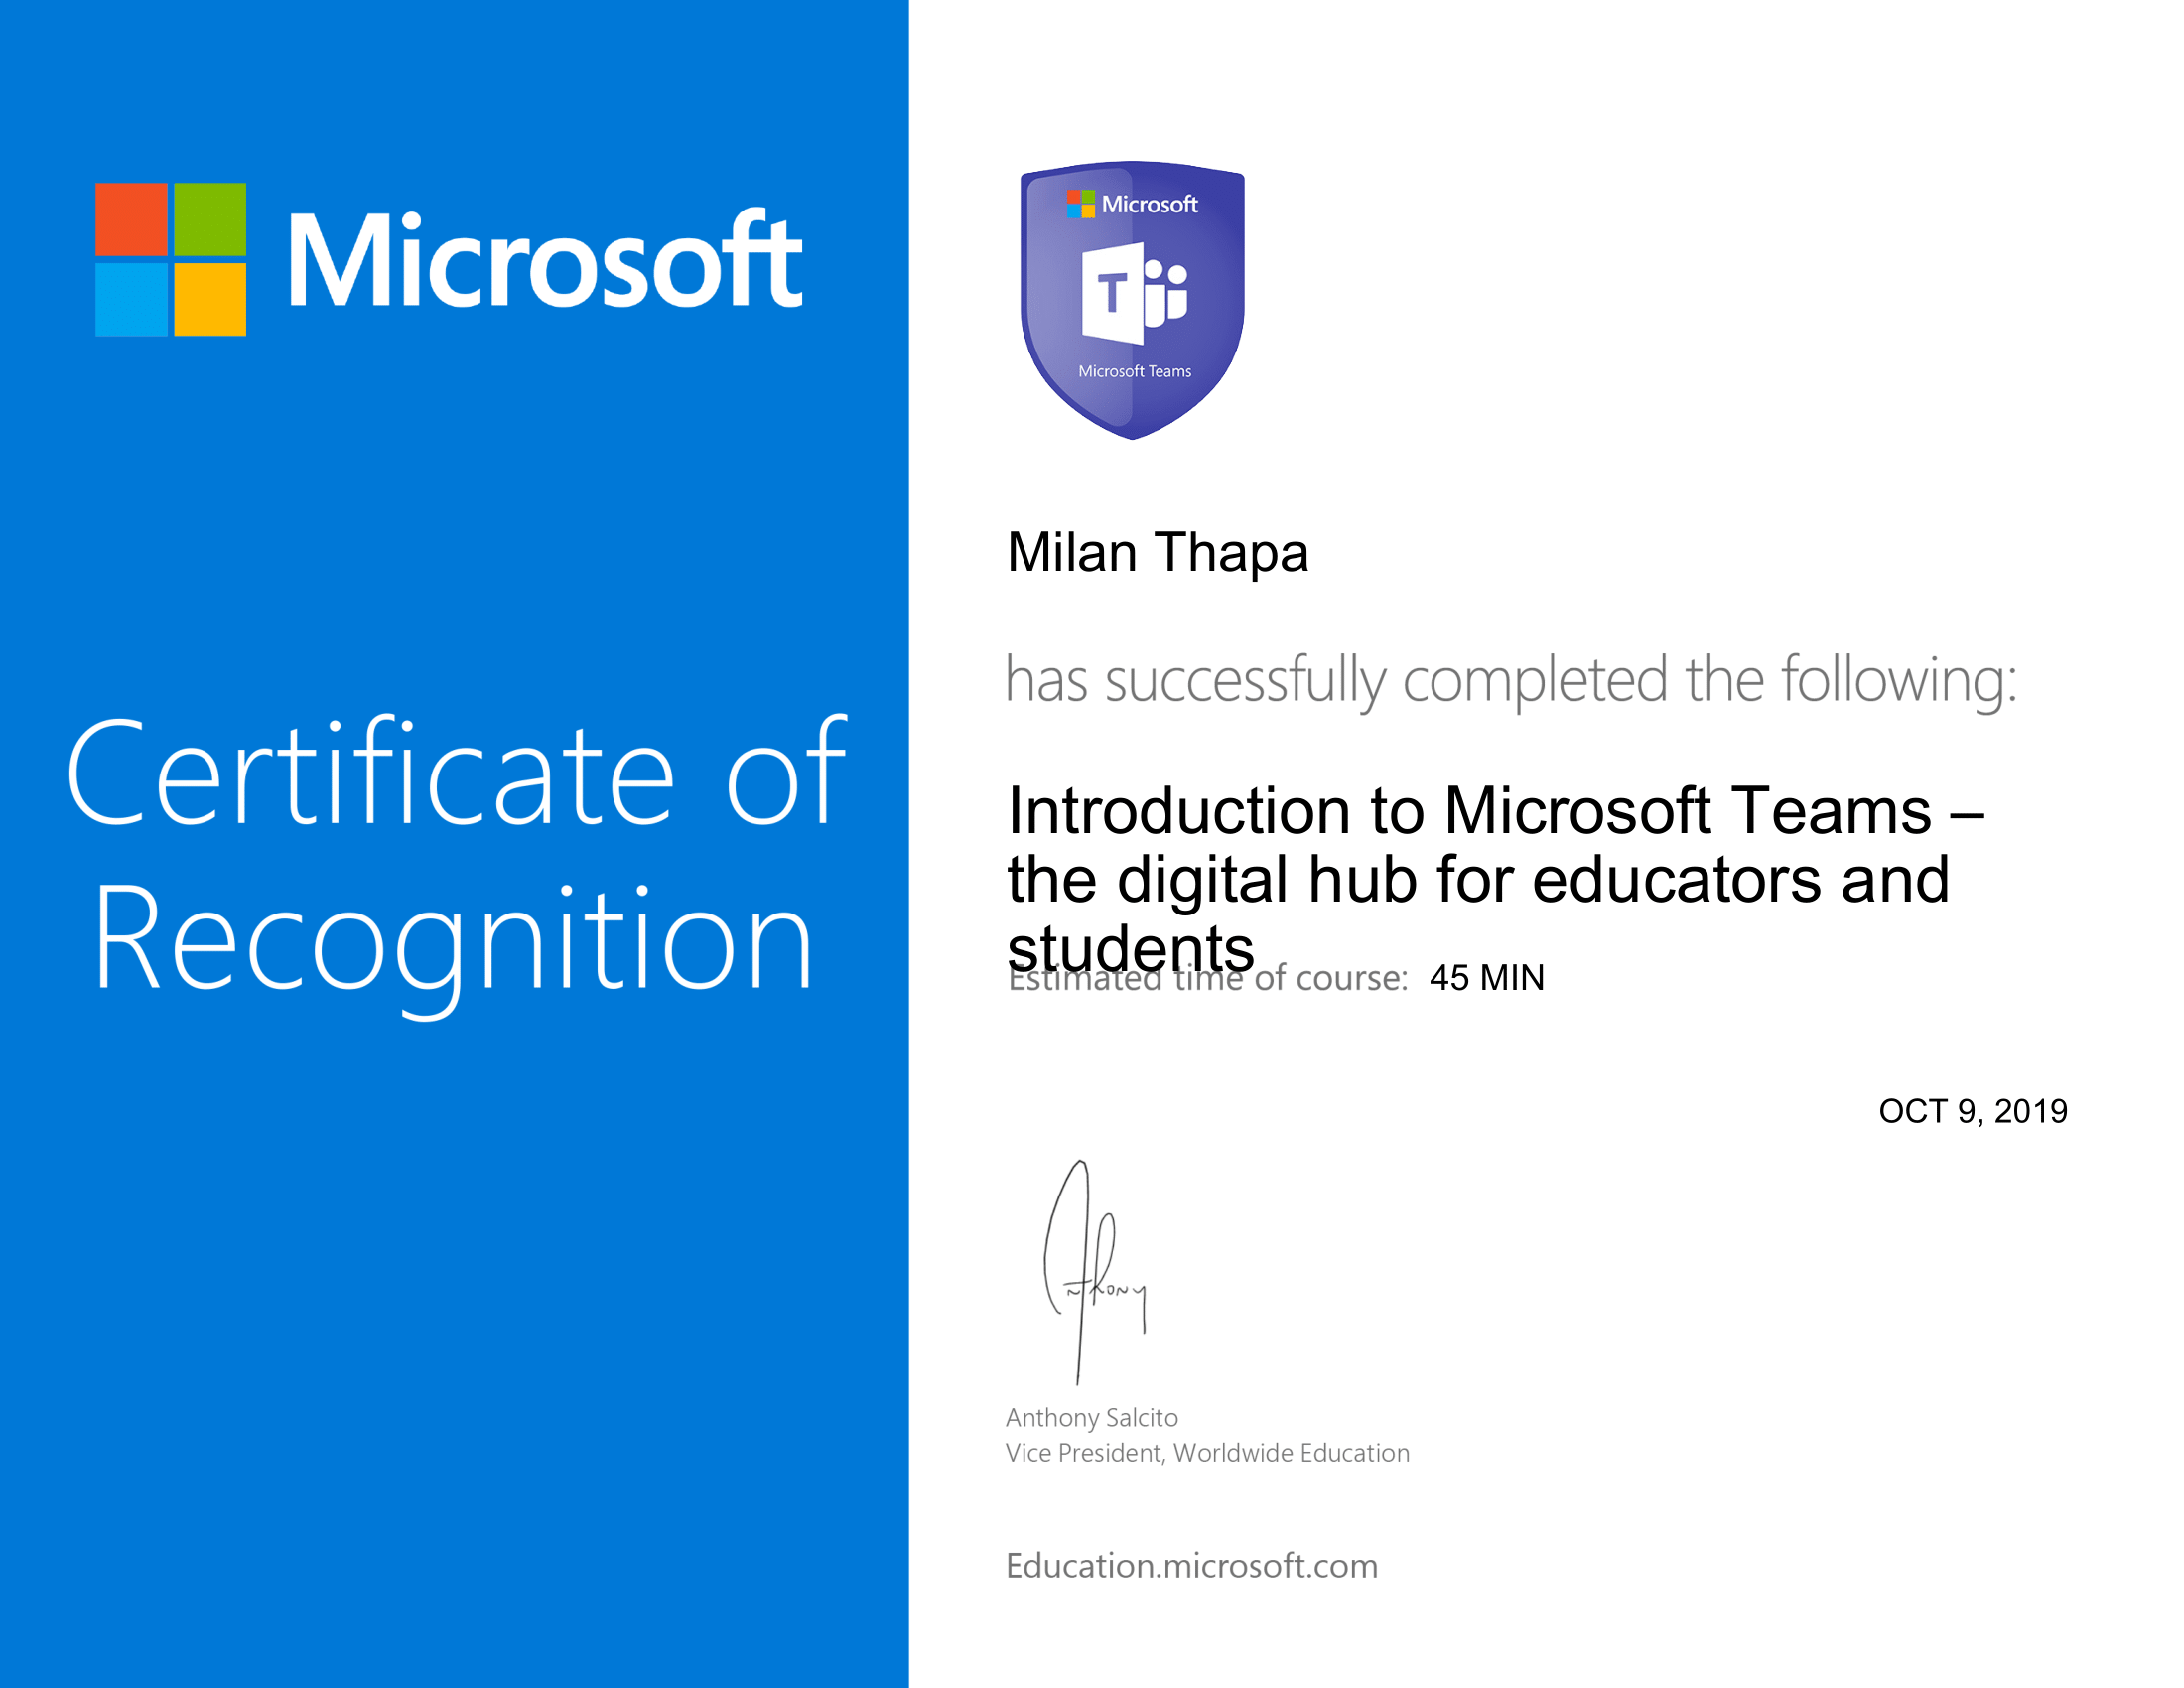 Microsoft
Certificate of
Recognition
Microsoft
T
Microsoft Teams
Milan Thapa
has successfully completed the following:
Introduction to Microsoft Teams –
the digital hub for educators and
students
Estimated time of course: 45 MIN
OCT 9, 2019
Anthony
Anthony Salcito
Vice President, Worldwide Education
Education.microsoft.com